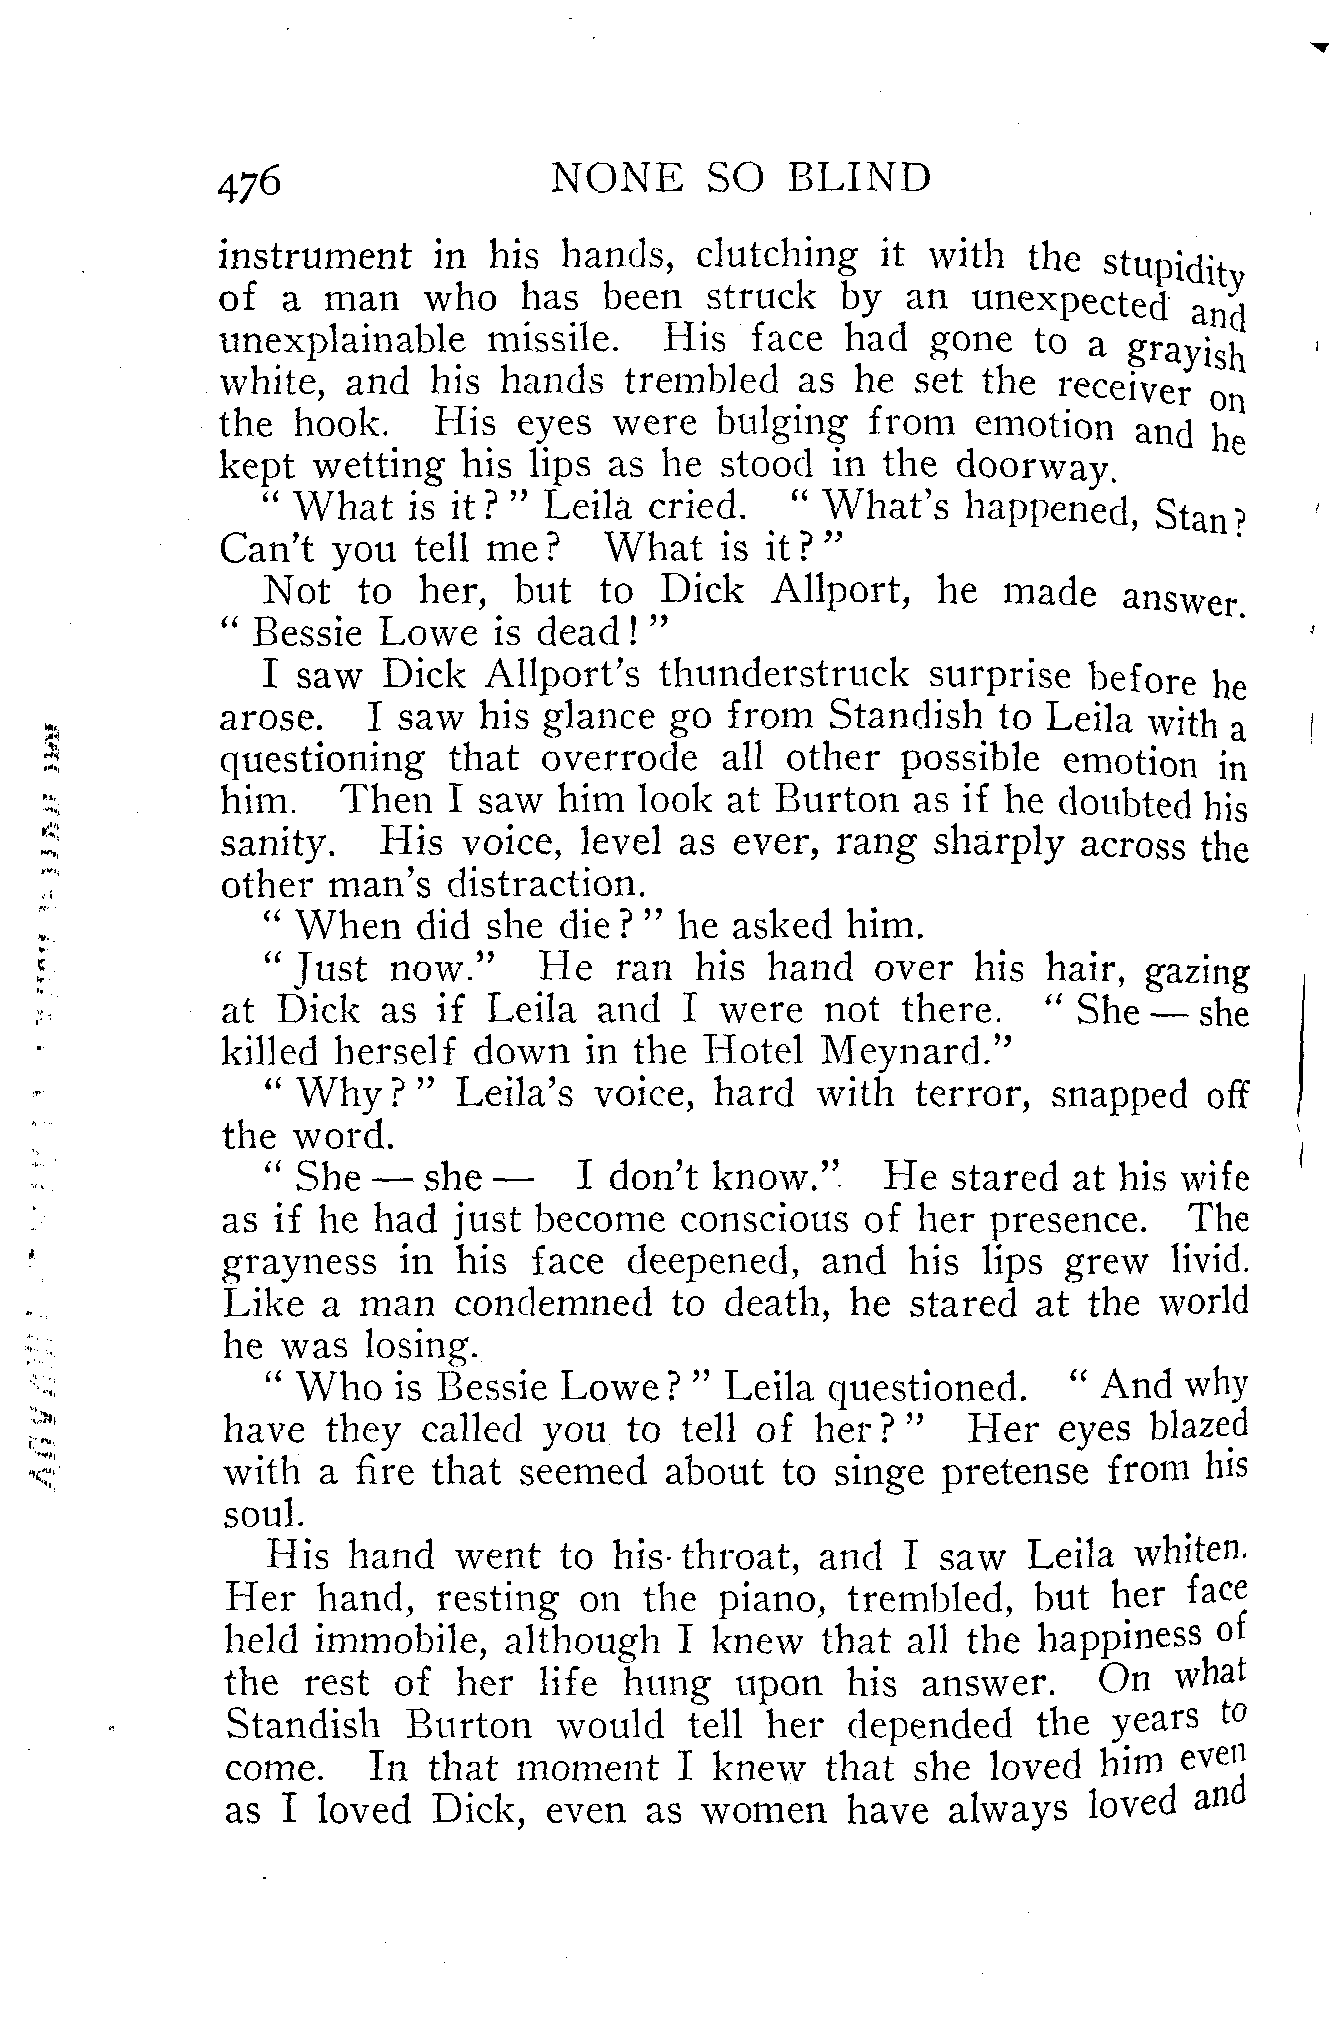 476 NONE SO BLIND
instrument in his hands, clutching it with the stupidity
of a man who has been struck by an unexpected and
unexplainable missile. His face had gone to a grayish
white, and his hands trembled as he set the receiver on
the hook. His eyes were bulging from emotion and he
kept wetting his lips as he stood in the doorway.
“ What is it? ” Leila cried. “ What's happened, Stan?
Can't you tell me? What is it? ”
Not to her, but to Dick Allport, he made answer.
“ Bessie Lowe is dead! ”
I saw Dick Allport's thunderstruck surprise before he
arose. I saw his glance go from Standish to Leila with a
questioning that overrode all other possible emotion in
him. Then I saw him look at Burton as if he doubted his
sanity. His voice, level as ever, rang sharply across the
other man's distraction.
“ When did she die? ” he asked him.
“ Just now.” He ran his hand over his hair, gazing
at Dick as if Leila and I were not there. “ She — she
killed herself down in the Hotel Meynard.”
“ Why? ” Leila's voice, hard with terror, snapped off
the word.
“ She — she — I don't know.” He stared at his wife
as if he had just become conscious of her presence. The
grayness in his face deepened, and his lips grew livid.
Like a man condemned to death, he stared at the world
he was losing.
“ Who is Bessie Lowe? ” Leila questioned. “ And why
have they called you to tell of her? ” Her eyes blazed
with a fire that seemed about to singe pretense from his
soul.
His hand went to his throat, and I saw Leila whiten.
Her hand, resting on the piano, trembled, but her face
held immobile, although I knew that all the happiness of
the rest of her life hung upon his answer. On what
Standish Burton would tell her depended the years to
come. In that moment I knew that she loved him even
as I loved Dick, even as women have always loved and